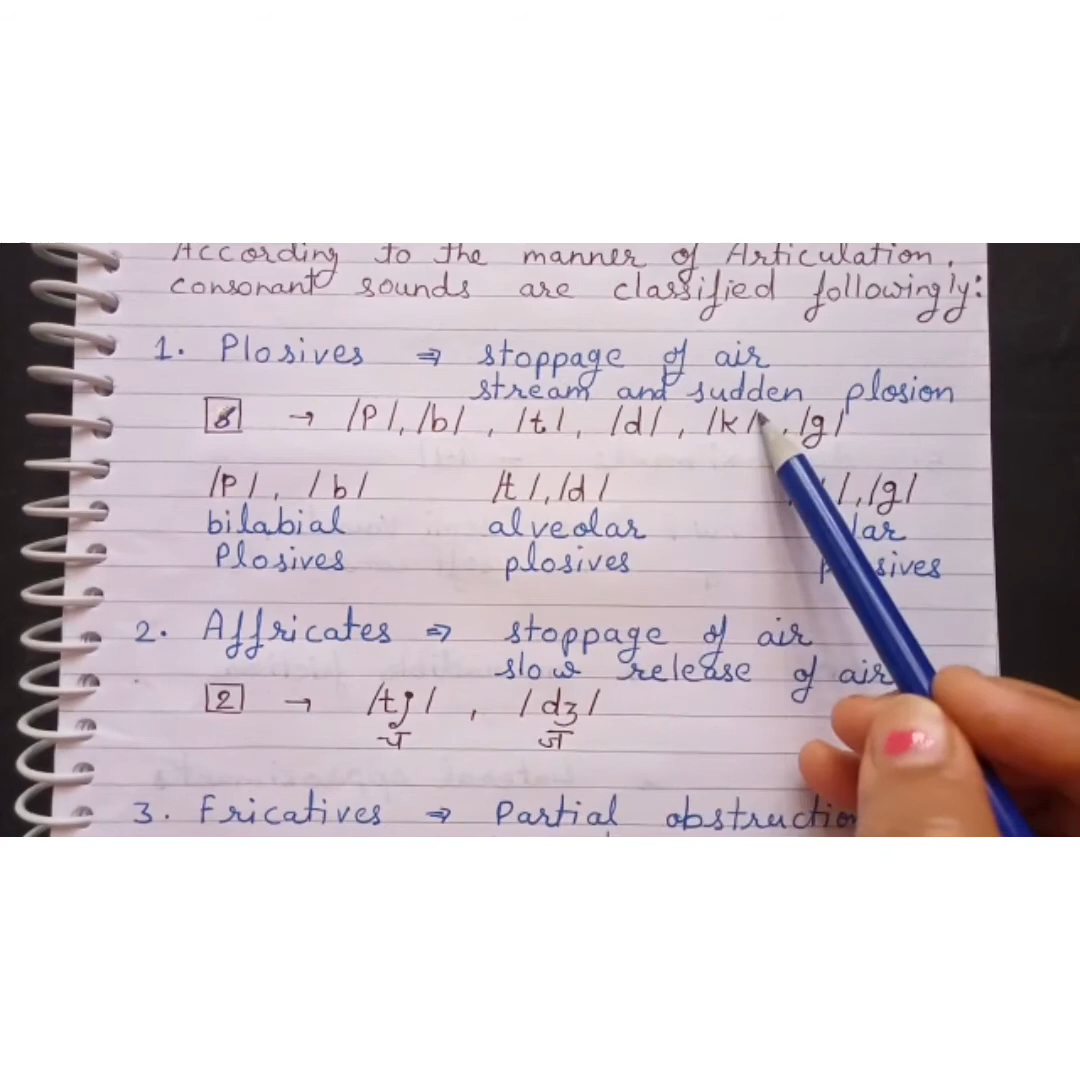 According to the manner of Articulation,
consonant sounds are classified followingly:
1. Plosives ⇒ stoppage of air
stream and sudden plosion
→ /P/, /b/, /t/, /d/, /k/, /g/
/P/, /b/ /t/, /d/ /g/
bilabial alveolar
Plosives plosives
2. Affricates ⇒ stoppage of air
slow release of air
2 → /tʃ/, /dʒ/
च ज
3. Fricatives ⇒ Partial obstruction